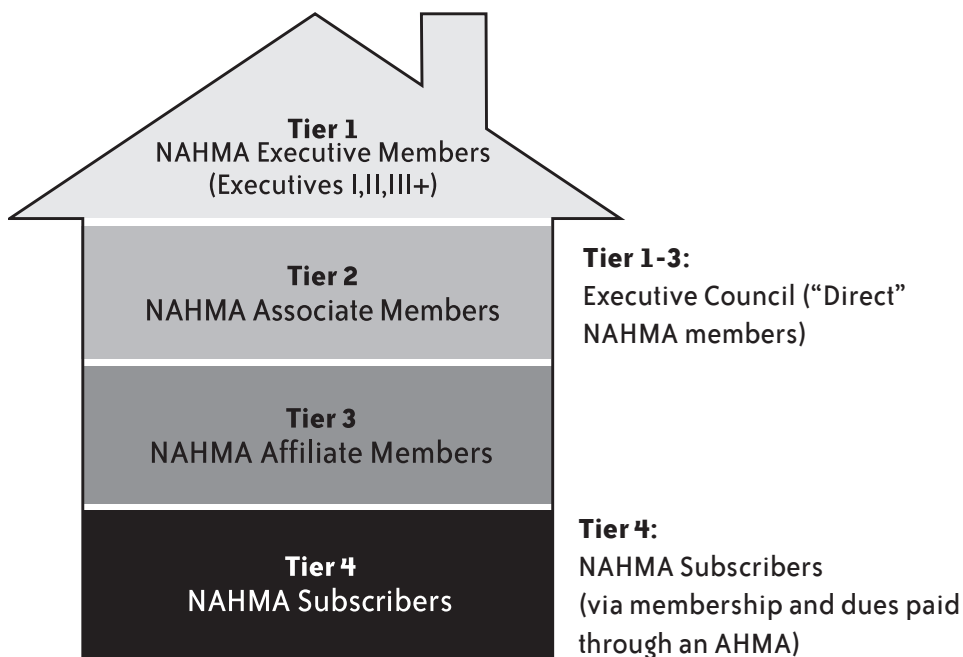 Tier 1
NAHMA Executive Members
(Executives I,II,III+)
Tier 2
NAHMA Associate Members
Tier 1-3:
Executive Council (“Direct”
NAHMA members)
Tier 3
NAHMA Affiliate Members
Tier 4
NAHMA Subscribers
Tier 4:
NAHMA Subscribers
(via membership and dues paid
through an AHMA)